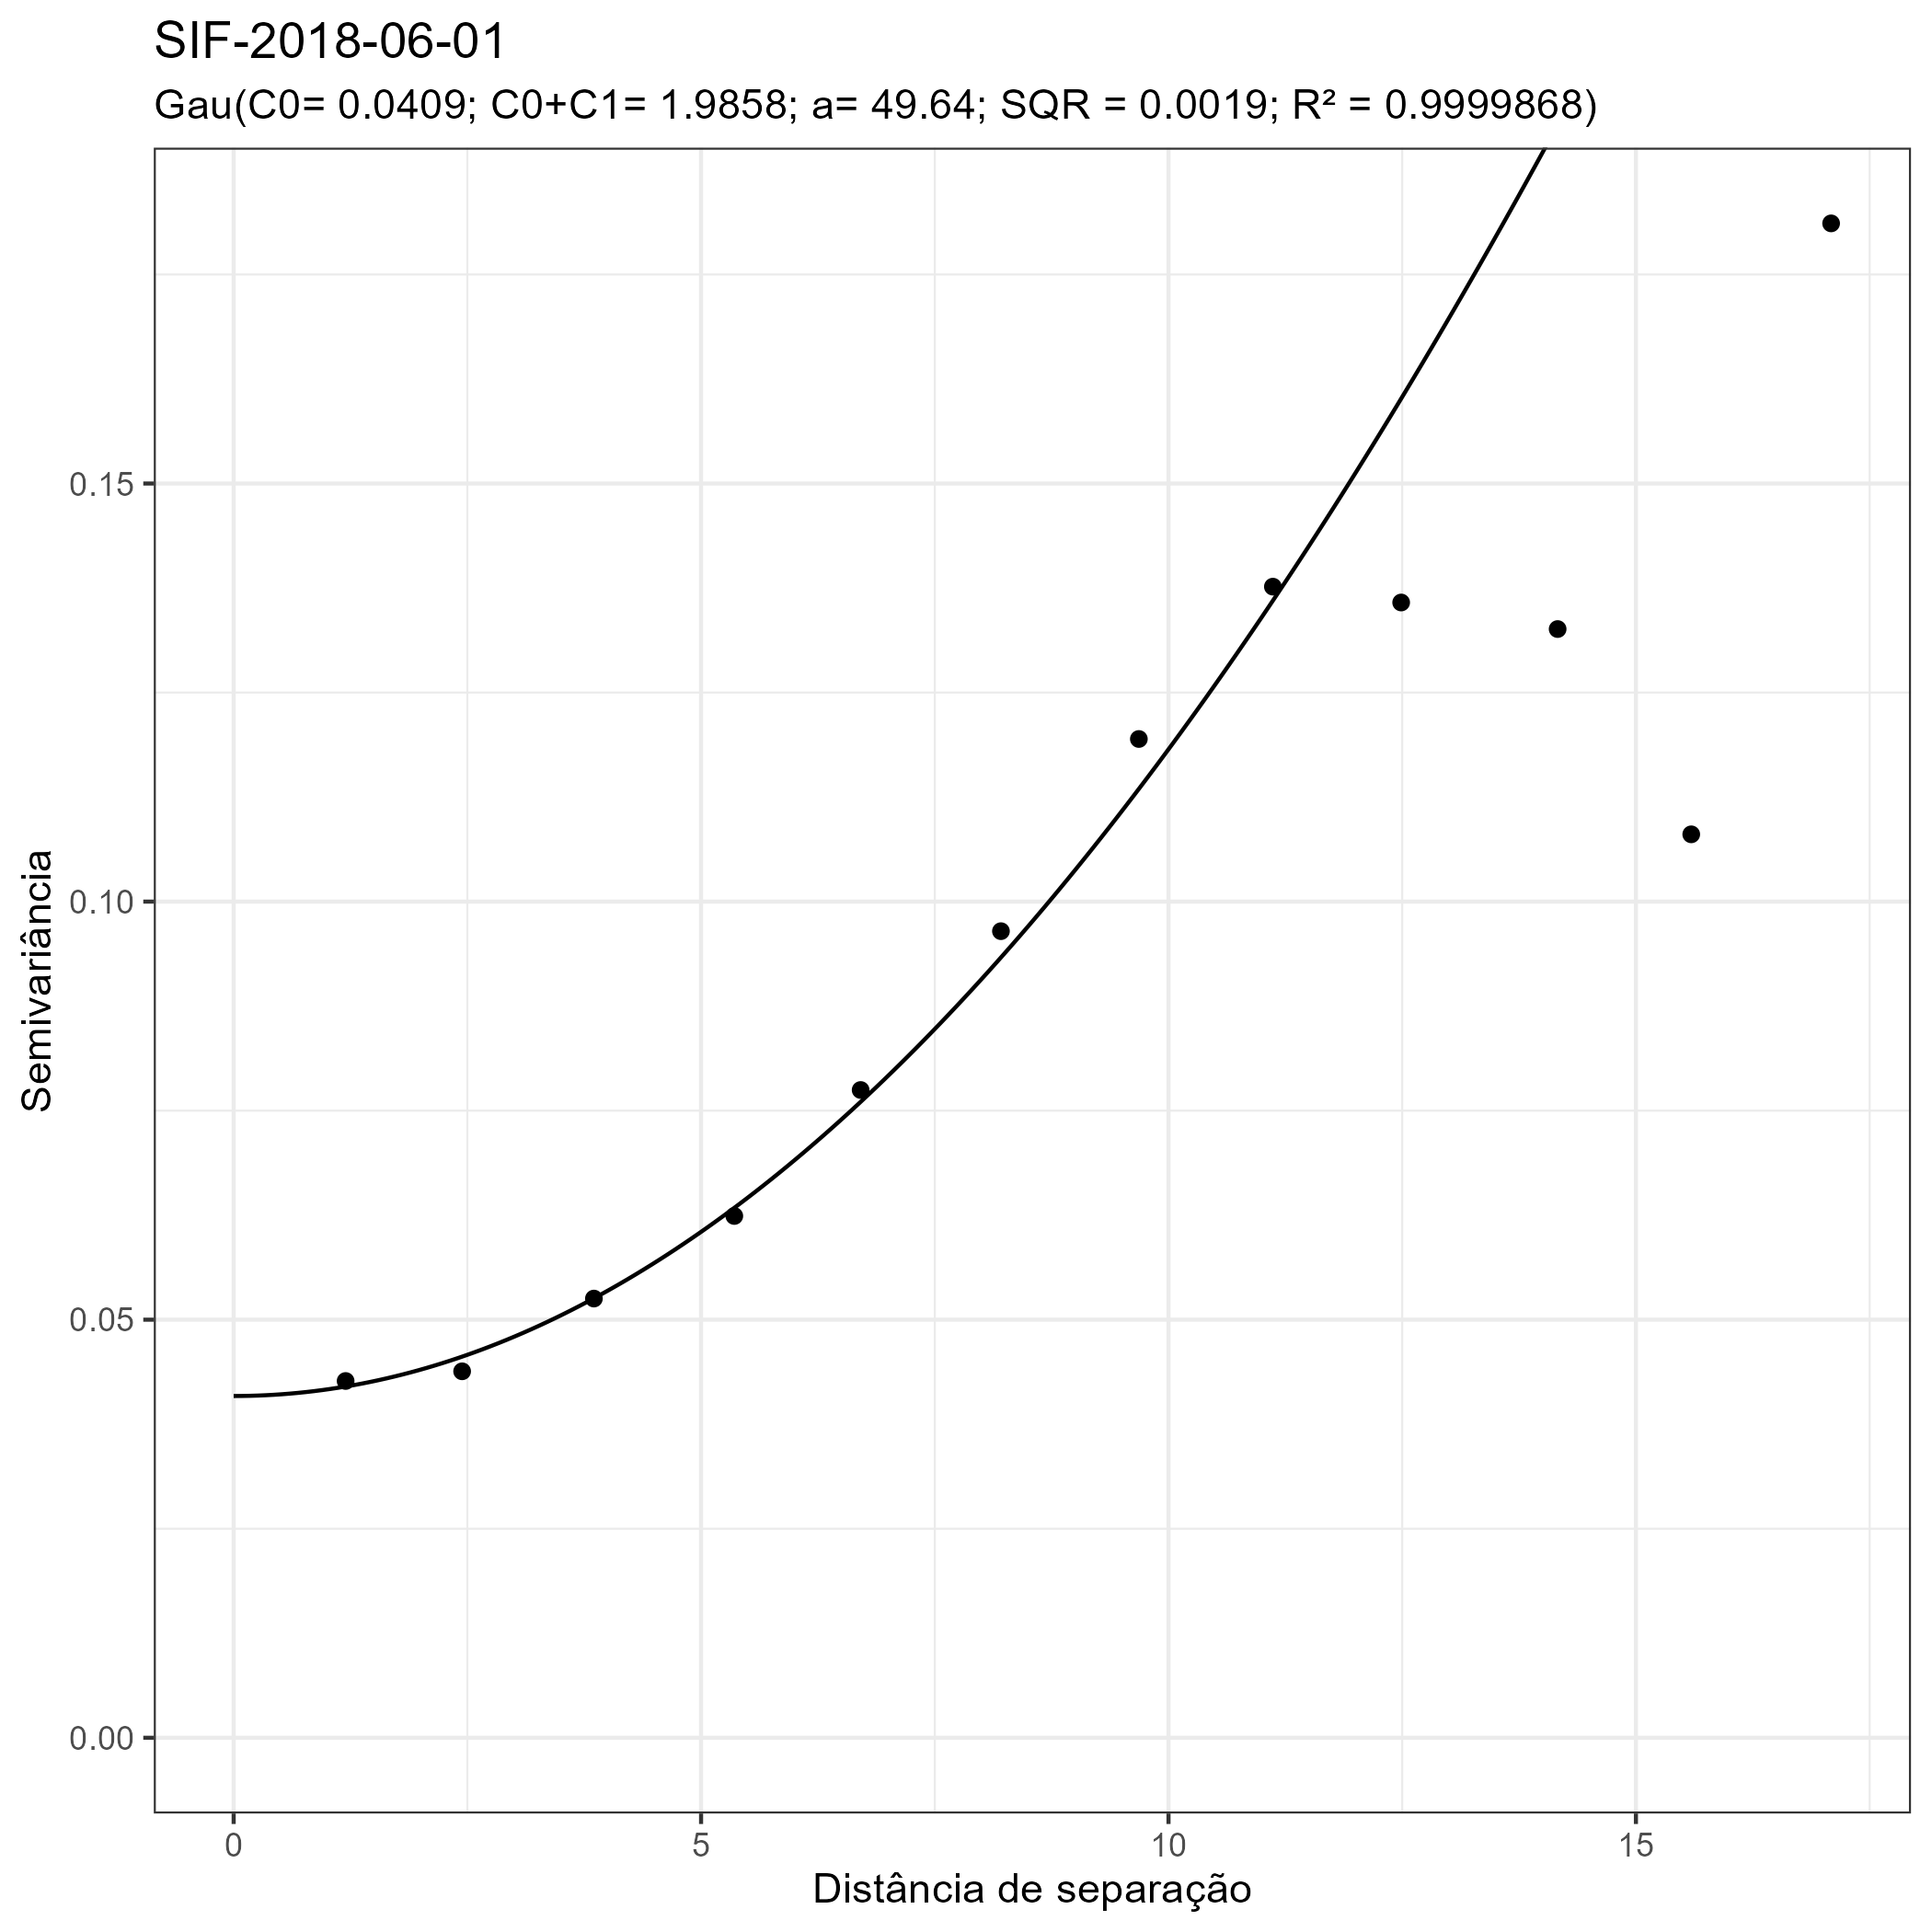 SIF-2018-06-01
Gau(C0= 0.0409; C0+C1= 1.9858; a= 49.64; SQR = 0.0019; R² = 0.9999868)
Semivariância
0.15
0.10
0.05
0.00
0 5 10 15
Distância de separação